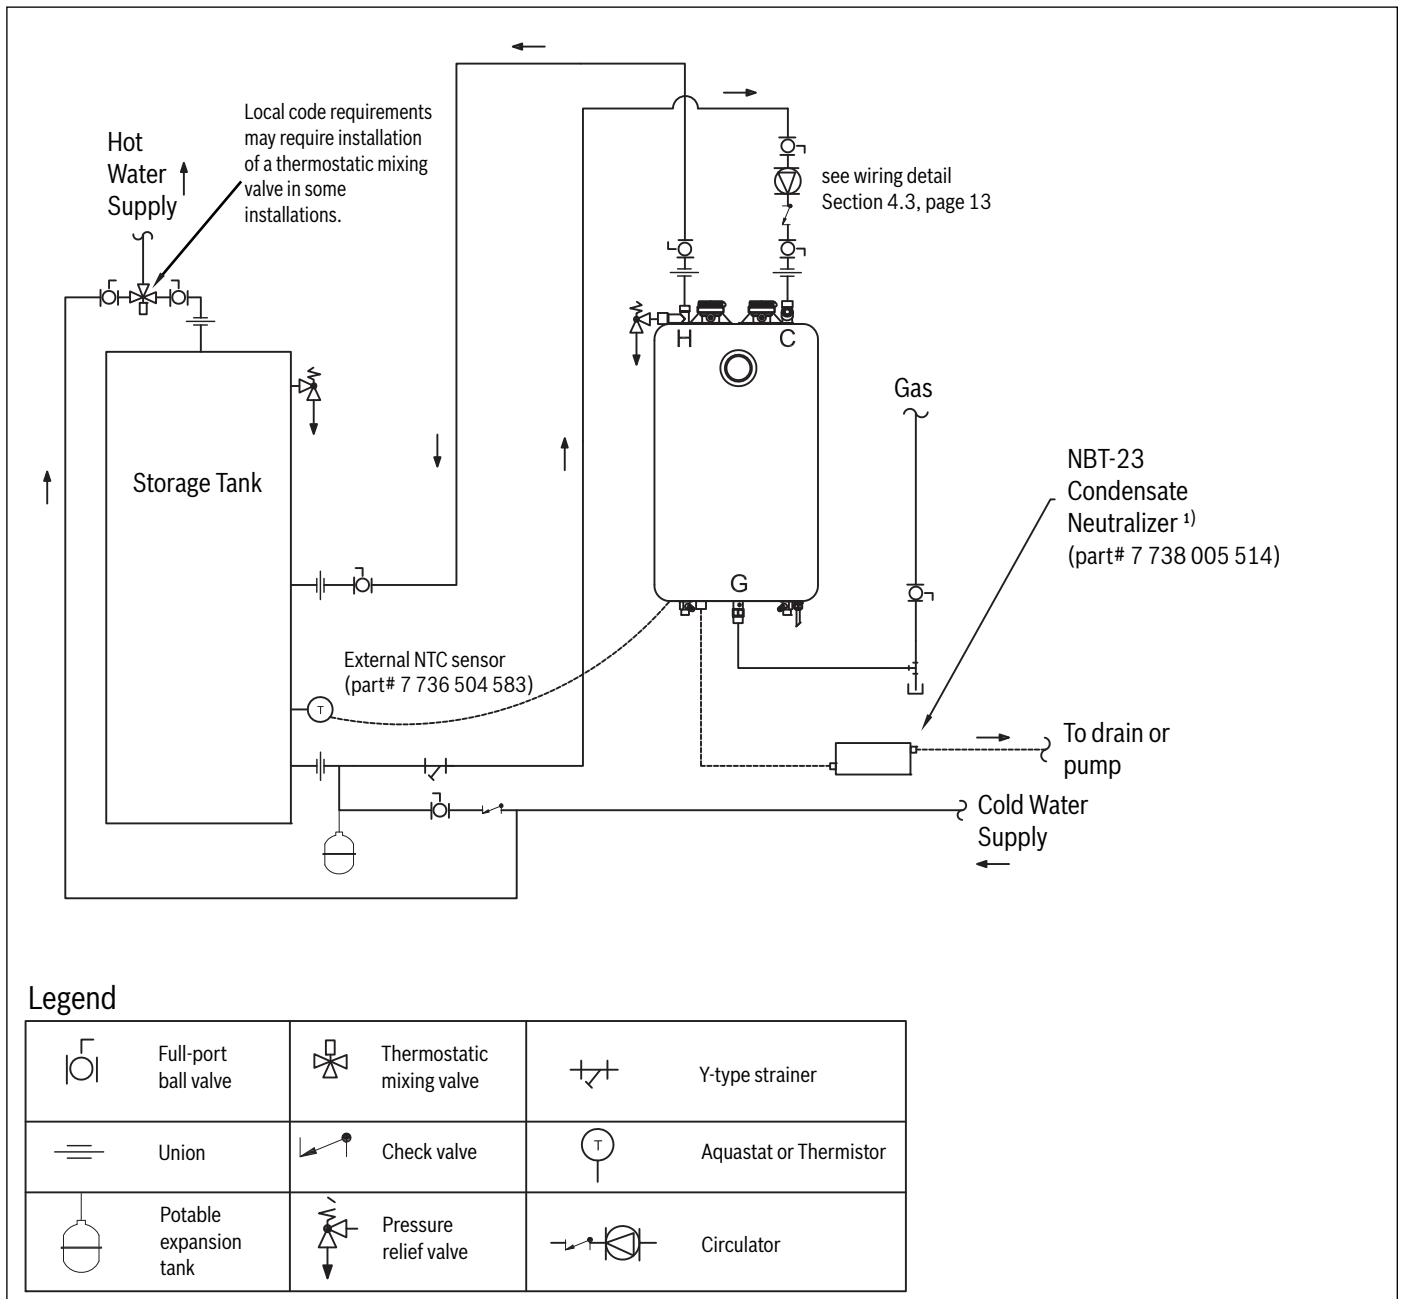 Local code requirements
may require installation
of a thermostatic mixing
valve in some
installations.
Hot
Water
Supply
see wiring detail
Section 4.3, page 13
H
C
Gas
Storage Tank
NBT-23
Condensate
Neutralizer ¹⁾
(part# 7 738 005 514)
G
External NTC sensor
(part# 7 736 504 583)
T
To drain or
pump
Cold Water
Supply
Legend
Full-port
ball valve
Thermostatic
mixing valve
Y-type strainer
Union
Check valve
T
Aquastat or Thermistor
Potable
expansion
tank
Pressure
relief valve
Circulator